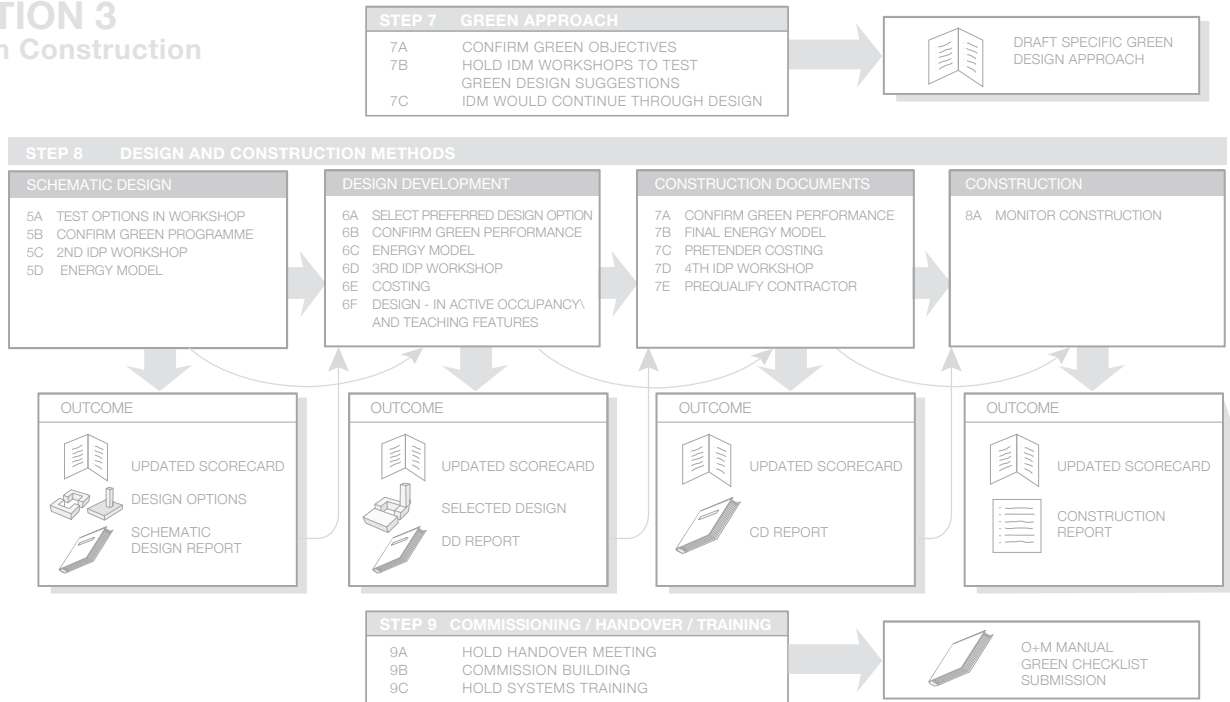 TION 3
n Construction
STEP 7 GREEN APPROACH
7A CONFIRM GREEN OBJECTIVES
7B HOLD IDM WORKSHOPS TO TEST
GREEN DESIGN SUGGESTIONS
7C IDM WOULD CONTINUE THROUGH DESIGN
DRAFT SPECIFIC GREEN
DESIGN APPROACH
STEP 8 DESIGN AND CONSTRUCTION METHODS
SCHEMATIC DESIGN
5A TEST OPTIONS IN WORKSHOP
5B CONFIRM GREEN PROGRAMME
5C 2ND IDP WORKSHOP
5D ENERGY MODEL
DESIGN DEVELOPMENT
6A SELECT PREFERRED DESIGN OPTION
6B CONFIRM GREEN PERFORMANCE
6C ENERGY MODEL
6D 3RD IDP WORKSHOP
6E COSTING
6F DESIGN - IN ACTIVE OCCUPANCY\
AND TEACHING FEATURES
CONSTRUCTION DOCUMENTS
7A CONFIRM GREEN PERFORMANCE
7B FINAL ENERGY MODEL
7C PRETENDER COSTING
7D 4TH IDP WORKSHOP
7E PREQUALIFY CONTRACTOR
CONSTRUCTION
8A MONITOR CONSTRUCTION
OUTCOME
UPDATED SCORECARD
DESIGN OPTIONS
SCHEMATIC
DESIGN REPORT
OUTCOME
UPDATED SCORECARD
SELECTED DESIGN
DD REPORT
OUTCOME
UPDATED SCORECARD
CD REPORT
OUTCOME
UPDATED SCORECARD
CONSTRUCTION
REPORT
STEP 9 COMMISSIONING / HANDOVER / TRAINING
9A HOLD HANDOVER MEETING
9B COMMISSION BUILDING
9C HOLD SYSTEMS TRAINING
O+M MANUAL
GREEN CHECKLIST
SUBMISSION